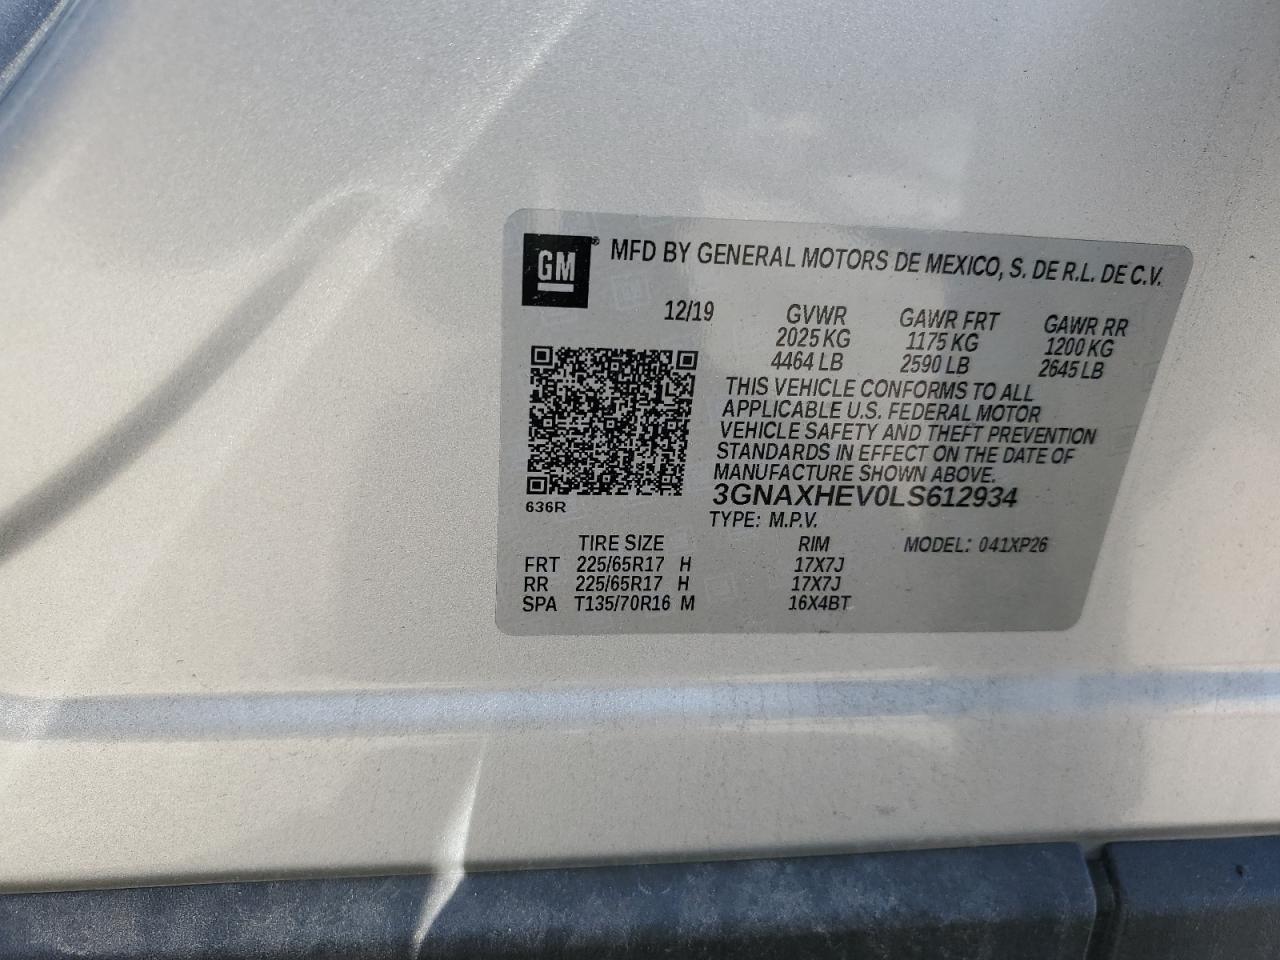 GM® MFD BY GENERAL MOTORS DE MEXICO, S. DE R.L. DE C.V.
12/19 GVWR GAWR FRT GAWR RR
2025 KG 1175 KG 1200 KG
4464 LB 2590 LB 2645 LB
THIS VEHICLE CONFORMS TO ALL
APPLICABLE U.S. FEDERAL MOTOR
VEHICLE SAFETY AND THEFT PREVENTION
STANDARDS IN EFFECT ON THE DATE OF
MANUFACTURE SHOWN ABOVE.
3GNAXHEV0LS612934
636R
TYPE: M.P.V.
TIRE SIZE RIM MODEL: 041XP26
FRT 225/65R17 H 17X7J
RR 225/65R17 H 17X7J
SPA T135/70R16 M 16X4BT